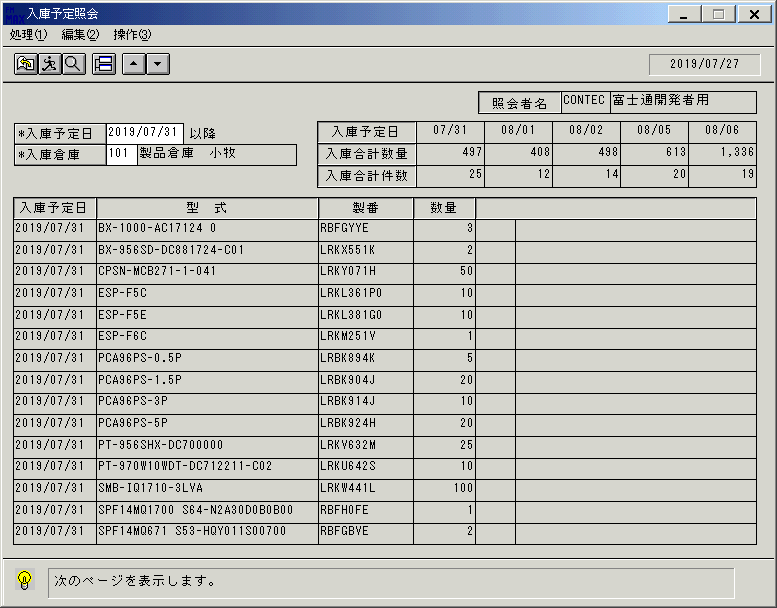 入庫予定照会
処理(1) 編集(2) 操作(3)
2019/07/27
照会者名 CONTEC 富士通開発者用
*入庫予定日 2019/07/31 以降
*入庫倉庫 101 製品倉庫 小牧
入庫予定日 07/31 08/01 08/02 08/05 08/06
入庫合計数量 497 408 498 613 1,336
入庫合計件数 25 12 14 20 19
入庫予定日 型 式 製番 数量
2019/07/31 BX-1000-AC17124 0 RBFGYYE 3
2019/07/31 BX-956SD-DC881724-C01 LRKX551K 2
2019/07/31 CPSN-MCB271-1-041 LRKY071H 50
2019/07/31 ESP-F5C LRKL361P0 10
2019/07/31 ESP-F5E LRKL381G0 10
2019/07/31 ESP-F6C LRKM251Y 1
2019/07/31 PCA96PS-0.5P LRBK894K 5
2019/07/31 PCA96PS-1.5P LRBK904J 20
2019/07/31 PCA96PS-3P LRBK914J 10
2019/07/31 PCA96PS-5P LRBK924H 20
2019/07/31 PT-956SHX-DC700000 LRKV632M 25
2019/07/31 PT-970W10WDT-DC712211-C02 LRKU642S 10
2019/07/31 SMB-IQ1710-3LVA LRKW441L 100
2019/07/31 SPF14MQ1700 S64-N2A30D0B0B00 RBFH0FE 1
2019/07/31 SPF14MQ671 S53-HQY011S00700 RBFGBVE 2
次のページを表示します。